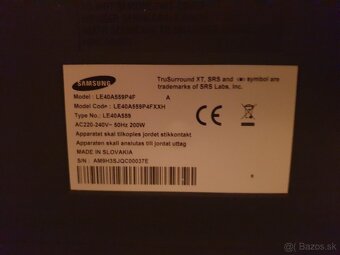 SAMSUNG
Model: LE40A559P4F A
Model Code: LE40A559P4FXXH
Type No.: LE40A559
AC220-240V~ 50Hz 200W
Apparatet skal tilkoples jordet stikkontakt
Apparaten skall anslutas till jordat uttag
MADE IN SLOVAKIA
S/N : AM9H3SJQC00037E
TruSurround XT, SRS and symbol are
trademarks of SRS Labs, Inc.
CE
Bazos.sk